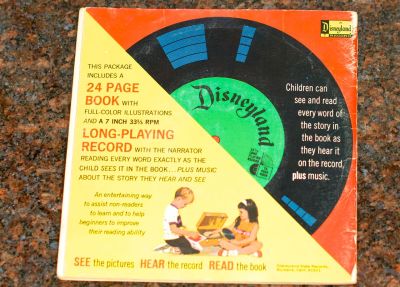 Disneyland
THIS PACKAGE
INCLUDES A
24 PAGE
BOOK WITH
FULL-COLOR ILLUSTRATIONS
AND A 7 INCH 33⅓ RPM
LONG-PLAYING
RECORD WITH THE NARRATOR
READING EVERY WORD EXACTLY AS THE
CHILD SEES IT IN THE BOOK...PLUS MUSIC
ABOUT THE STORY THEY HEAR AND SEE
Disneyland
Children can
see and read
every word of
the story in
the book as
they hear it
on the record,
plus music.
An entertaining way
to assist non-readers
to learn and to help
beginners to improve
their reading ability
SEE the pictures HEAR the record READ the book